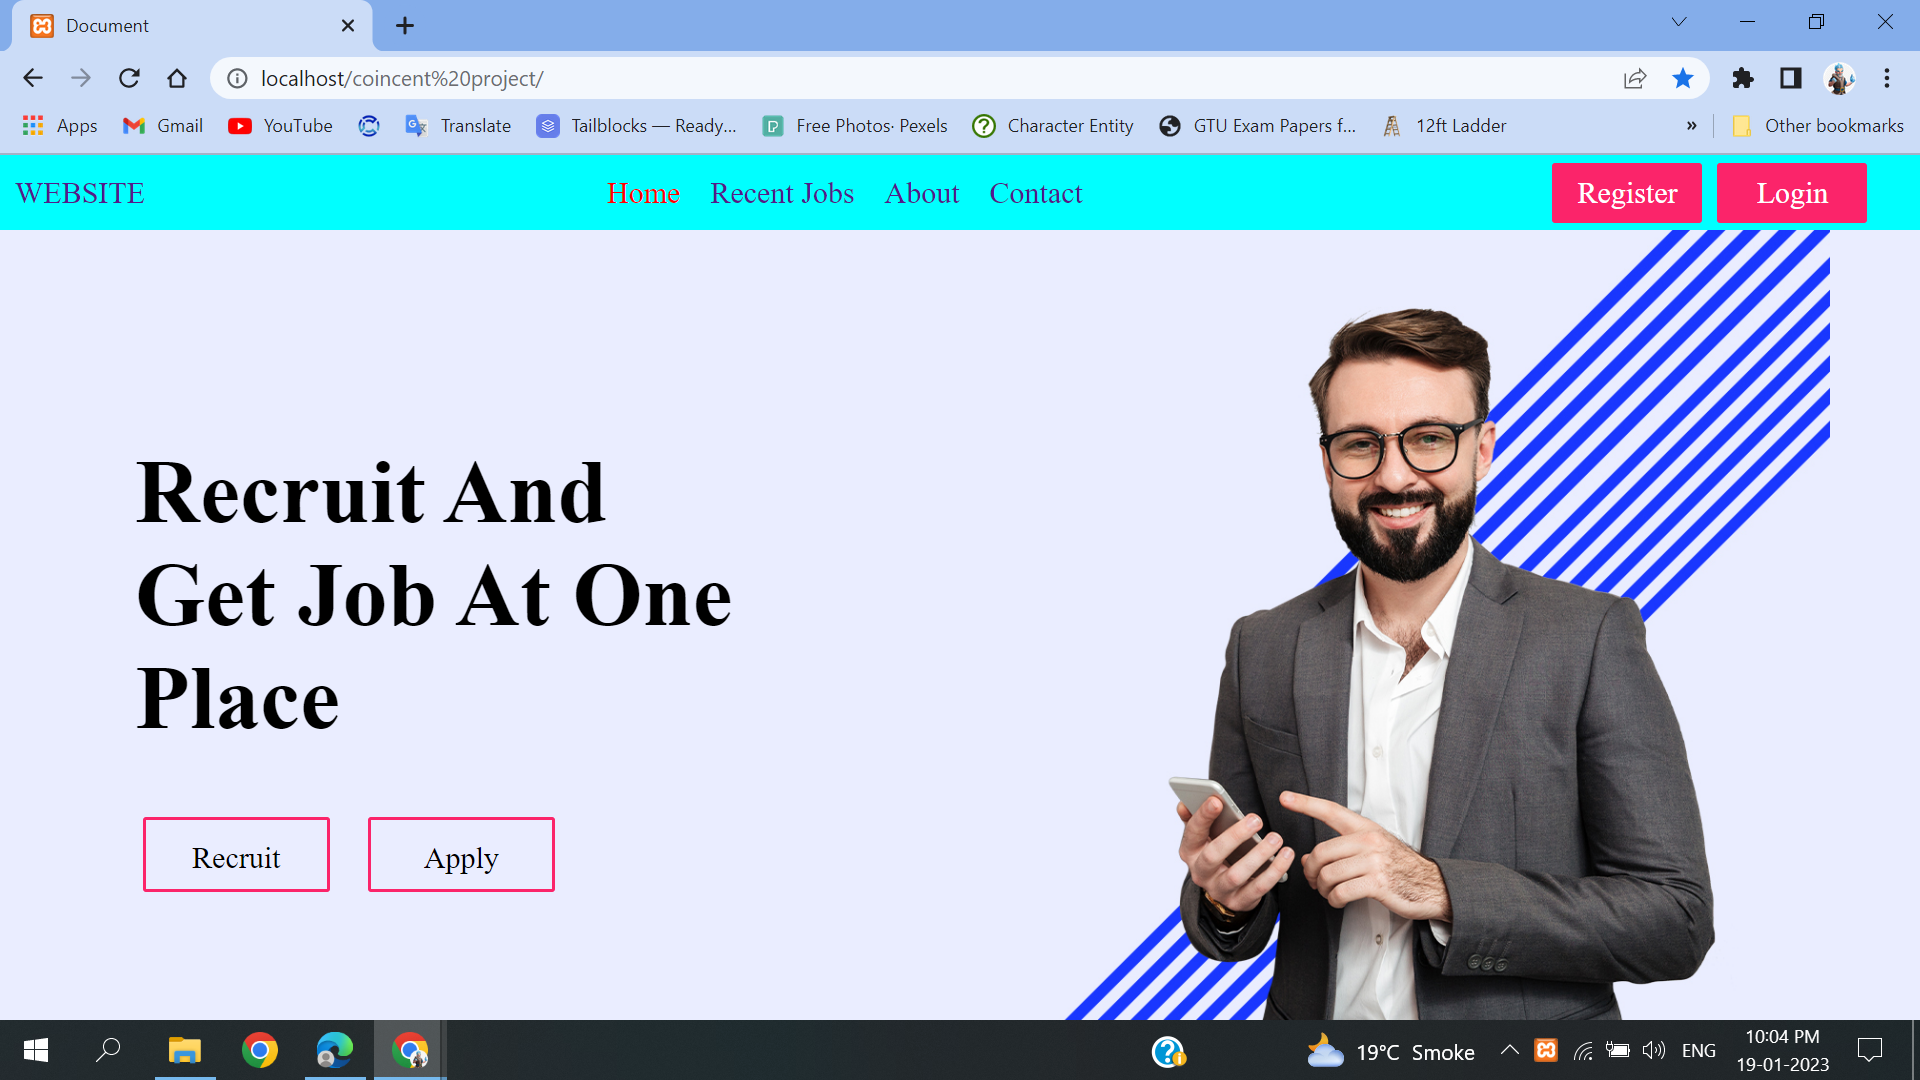 Document
localhost/coincent%20project/
Apps
Gmail
YouTube
Translate
Tailblocks — Ready...
Free Photos· Pexels
Character Entity
GTU Exam Papers f...
12ft Ladder
»
Other bookmarks
WEBSITE
Home
Recent Jobs
About
Contact
Register
Login
Recruit And
Get Job At One
Place
Recruit
Apply
19°C Smoke
ENG
10:04 PM
19-01-2023